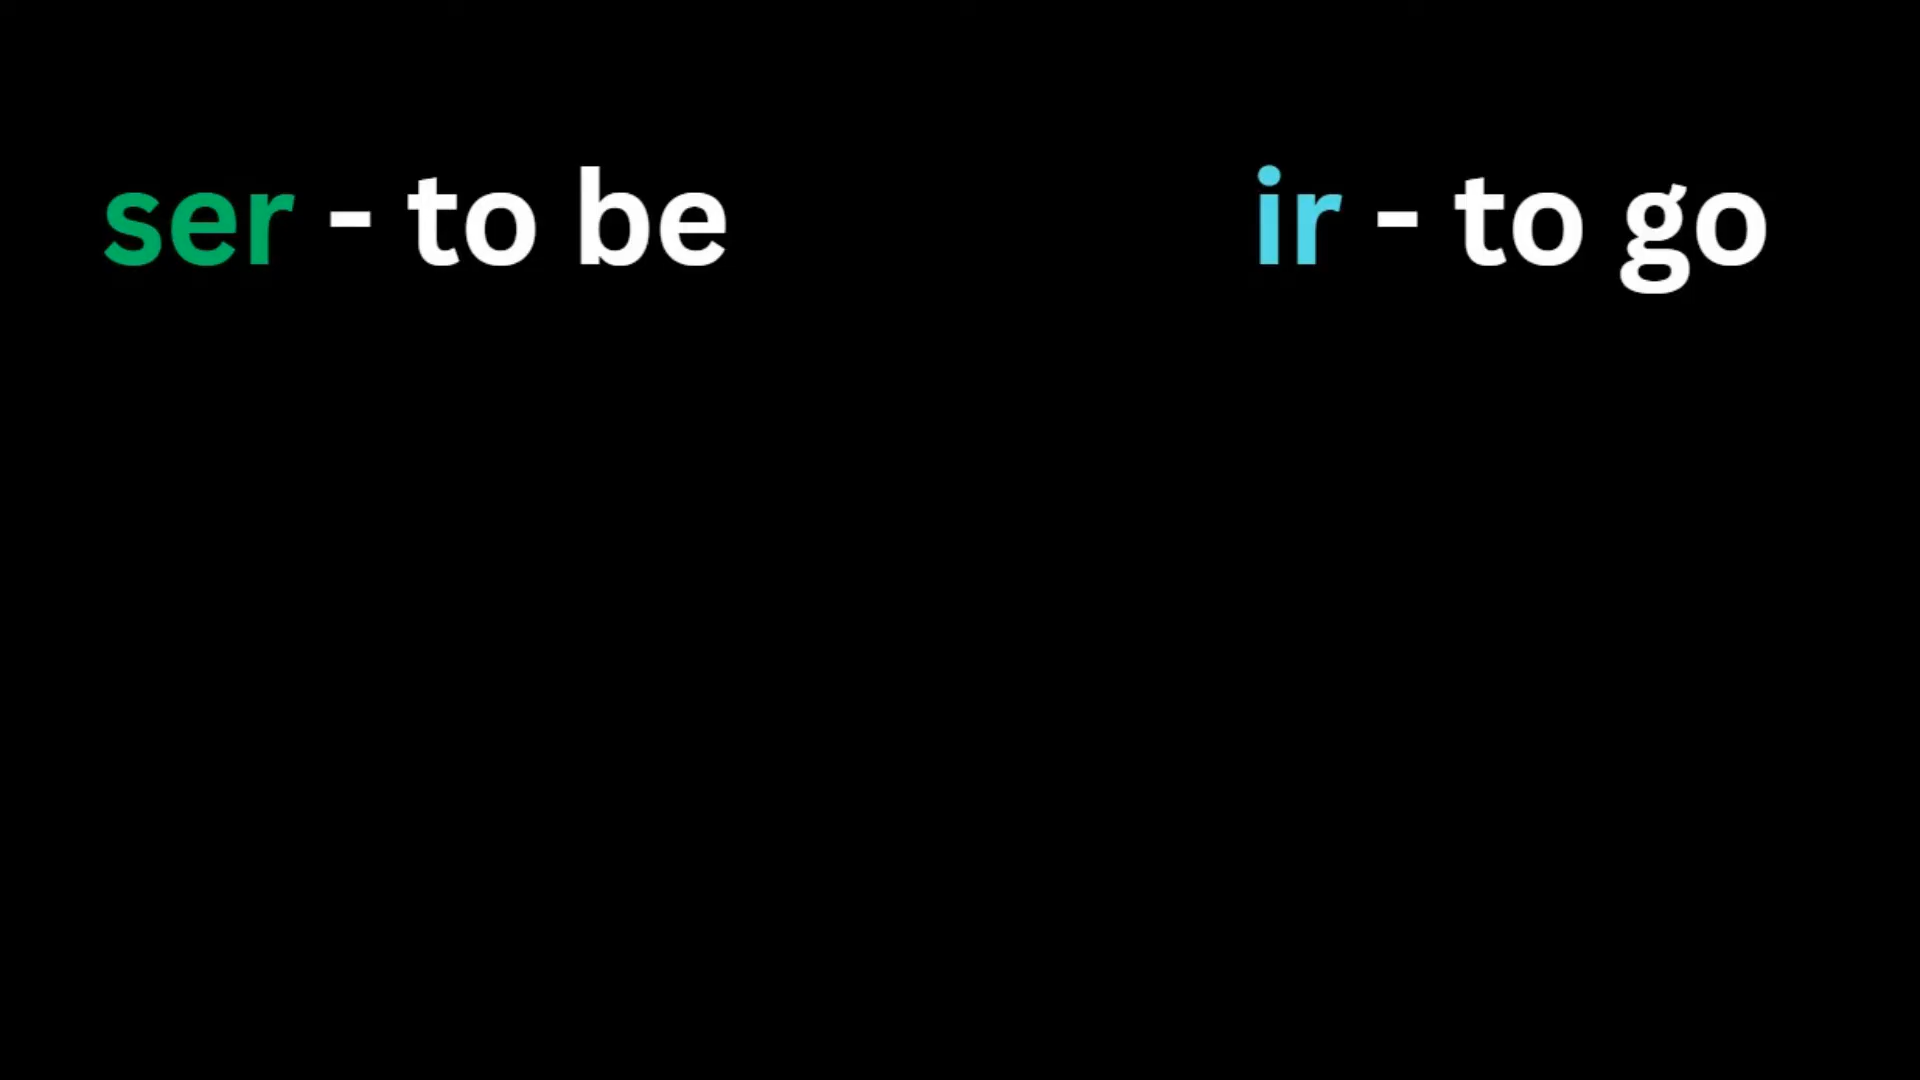 ser - to be
ir - to go